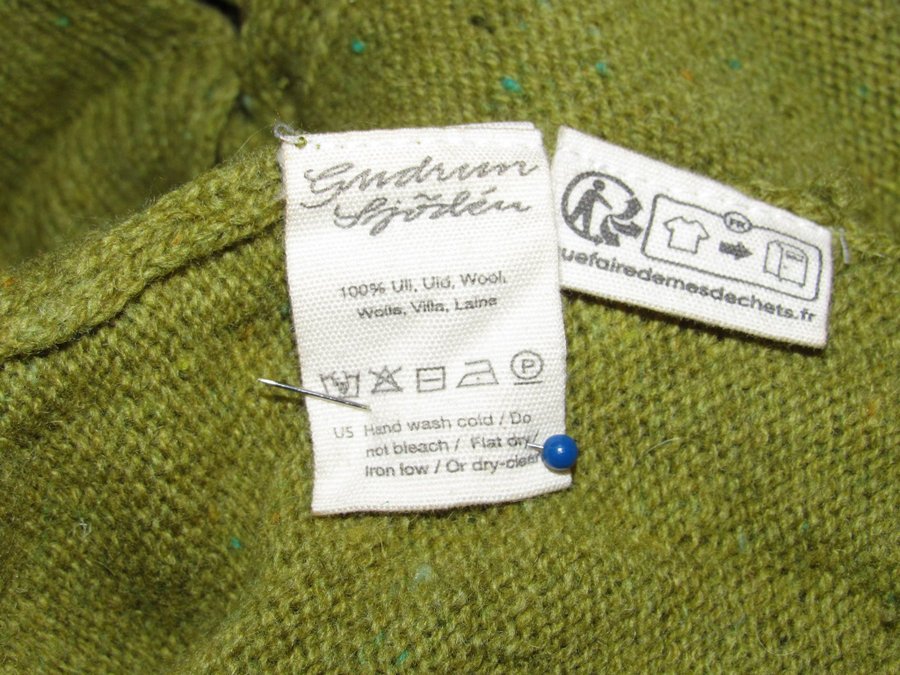 Gudrun
Sjödén
100% Ull, Uld, Wool,
Wolle, Villa, Laine
P
US Hand wash cold / Do
not bleach / Flat dry /
Iron low / Or dry-clean
FR
uefairedemesdechets.fr